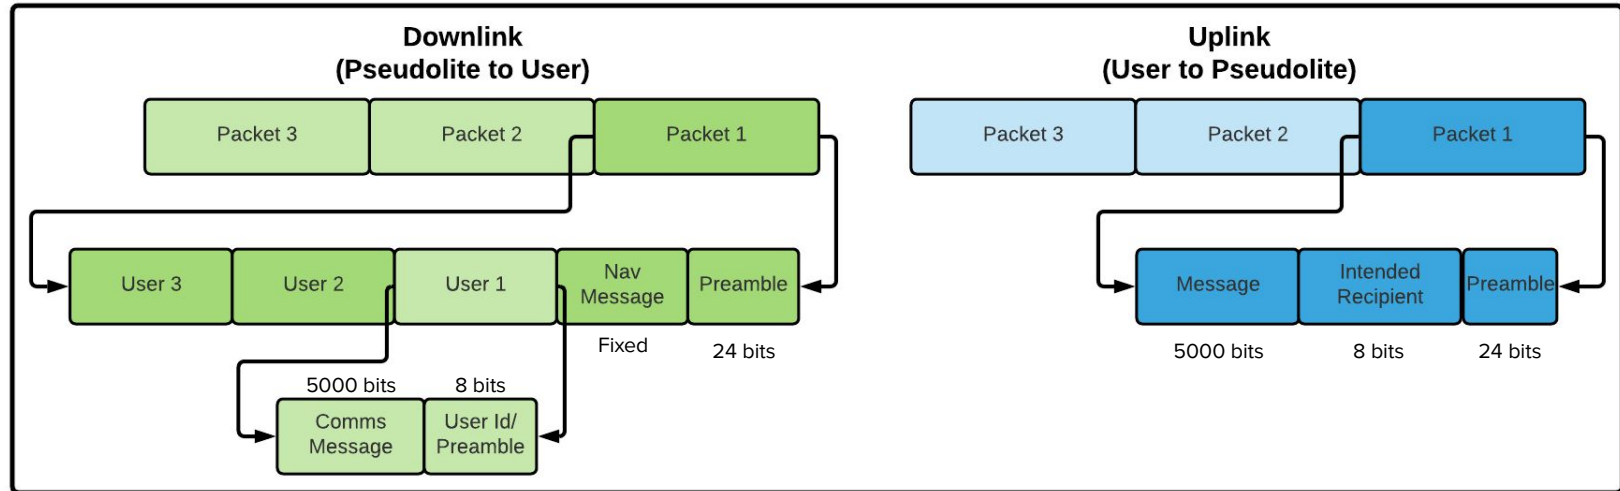 Downlink
(Pseudolite to User)
Packet 3
Packet 2
Packet 1
User 3
User 2
User 1
Nav
Message
Preamble
Fixed
24 bits
5000 bits
8 bits
Comms
Message
User Id/
Preamble
Uplink
(User to Pseudolite)
Packet 3
Packet 2
Packet 1
Message
Intended
Recipient
Preamble
5000 bits
8 bits
24 bits